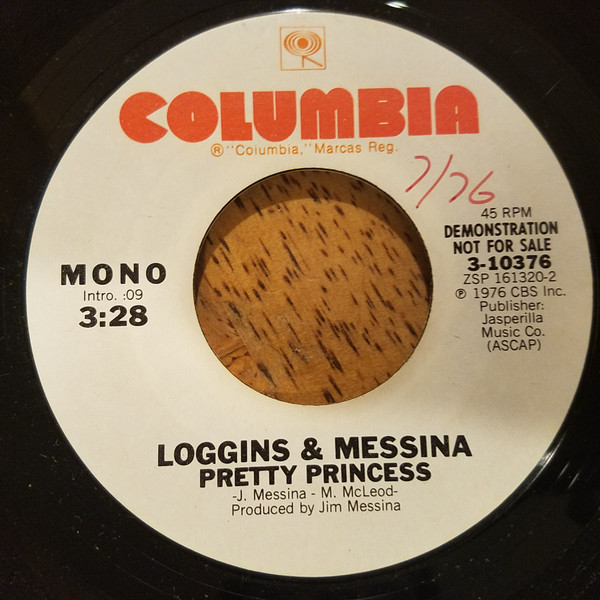 COLUMBIA
® "Columbia," Marcas Reg.
7/76
45 RPM
DEMONSTRATION
NOT FOR SALE
3-10376
ZSP 161320-2
℗ 1976 CBS Inc.
Publisher:
Jasperilla
Music Co.
(ASCAP)
MONO
Intro. :09
3:28
LOGGINS & MESSINA
PRETTY PRINCESS
-J. Messina - M. McLeod-
Produced by Jim Messina